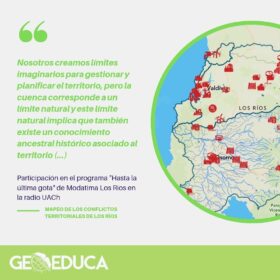 Nosotros creamos límites
imaginarios para gestionar y
planificar el territorio, pero la
cuenca corresponde a un
límite natural y este límite
natural implica que también
existe un conocimiento
ancestral histórico asociado al
territorio (...)
Participación en el programa "Hasta la
última gota" de Modatima Los Ríos en
la radio UACh
MAPEO DE LOS CONFLICTOS
TERRITORIALES DE LOS RÍOS
Valdivia
LOS RÍOS
Osorno
GEOEDUCA